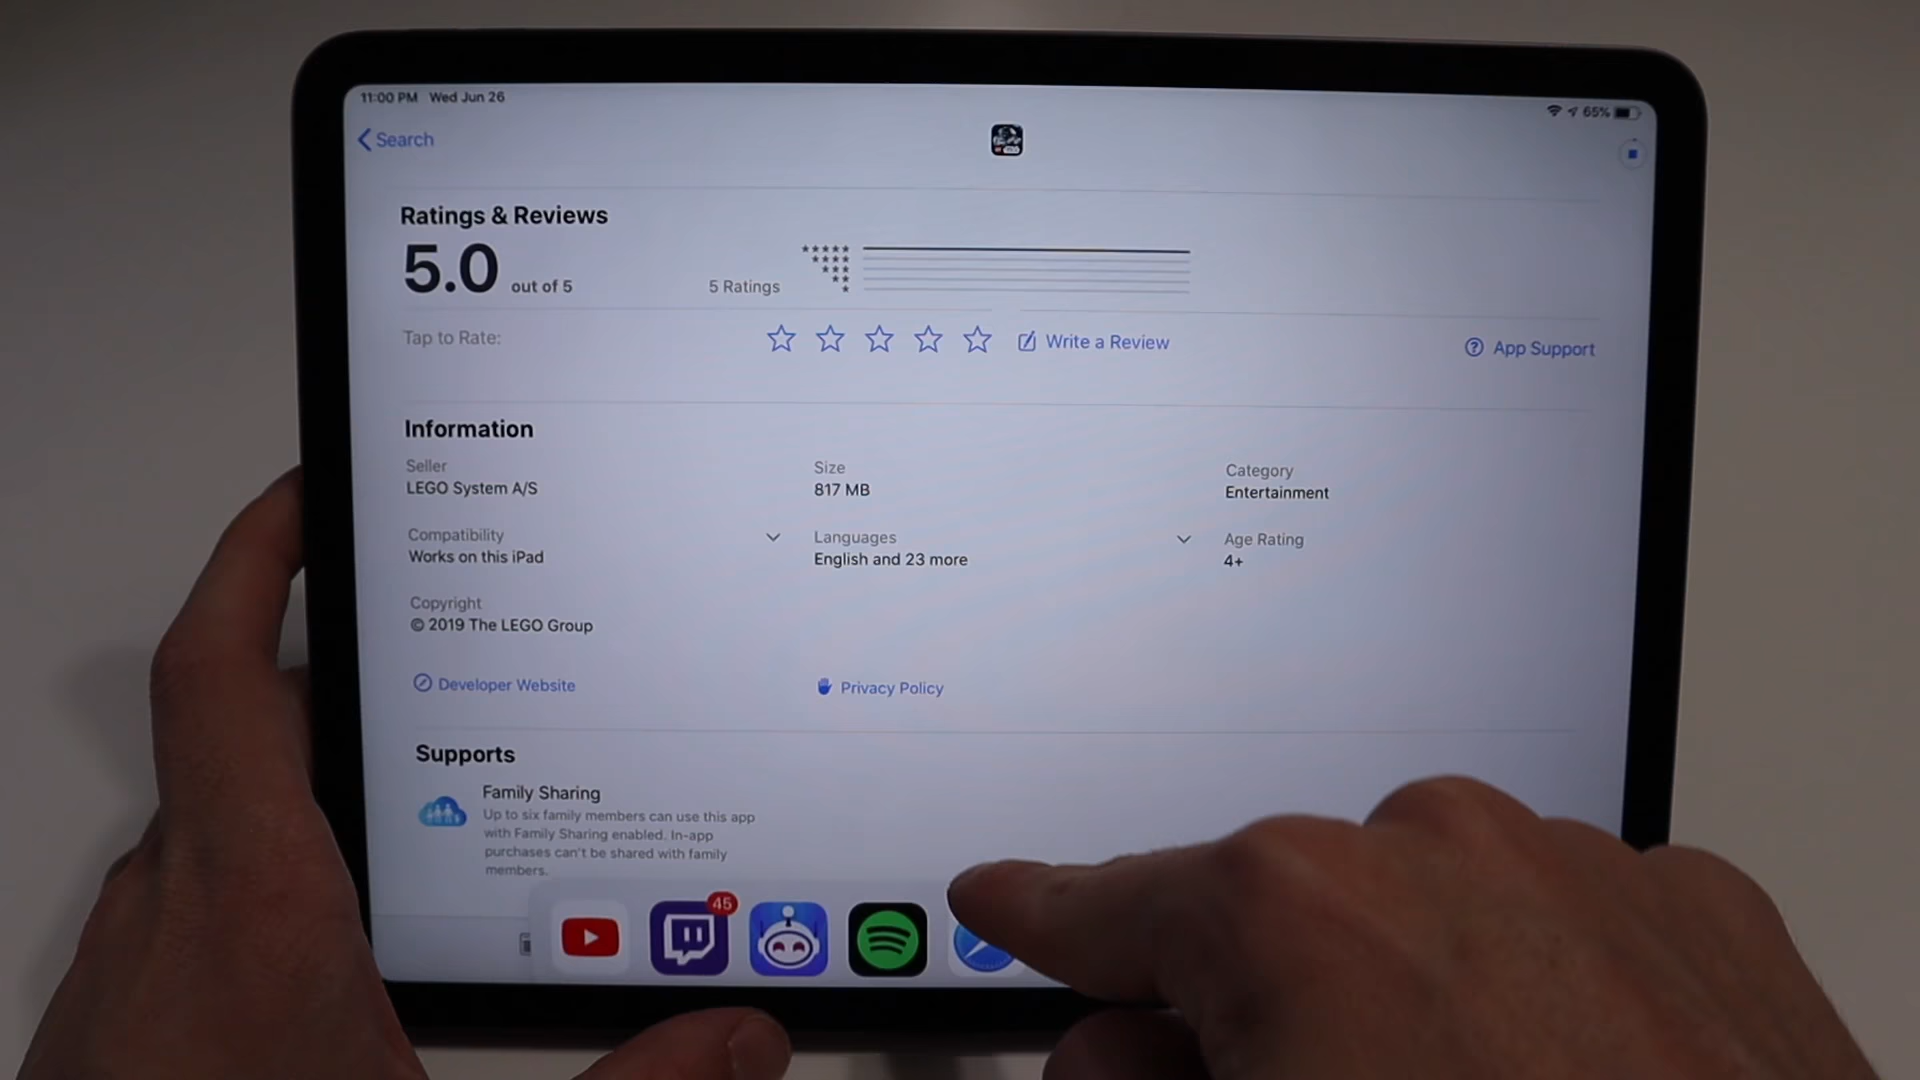 11:00 PM Wed Jun 26
65%
Search
Ratings & Reviews
5.0 out of 5
5 Ratings
Tap to Rate:
Write a Review
App Support
Information
Seller
LEGO System A/S
Size
817 MB
Category
Entertainment
Compatibility
Works on this iPad
Languages
English and 23 more
Age Rating
4+
Copyright
© 2019 The LEGO Group
Developer Website
Privacy Policy
Supports
Family Sharing
Up to six family members can use this app
with Family Sharing enabled. In-app
purchases can't be shared with family
members.
45